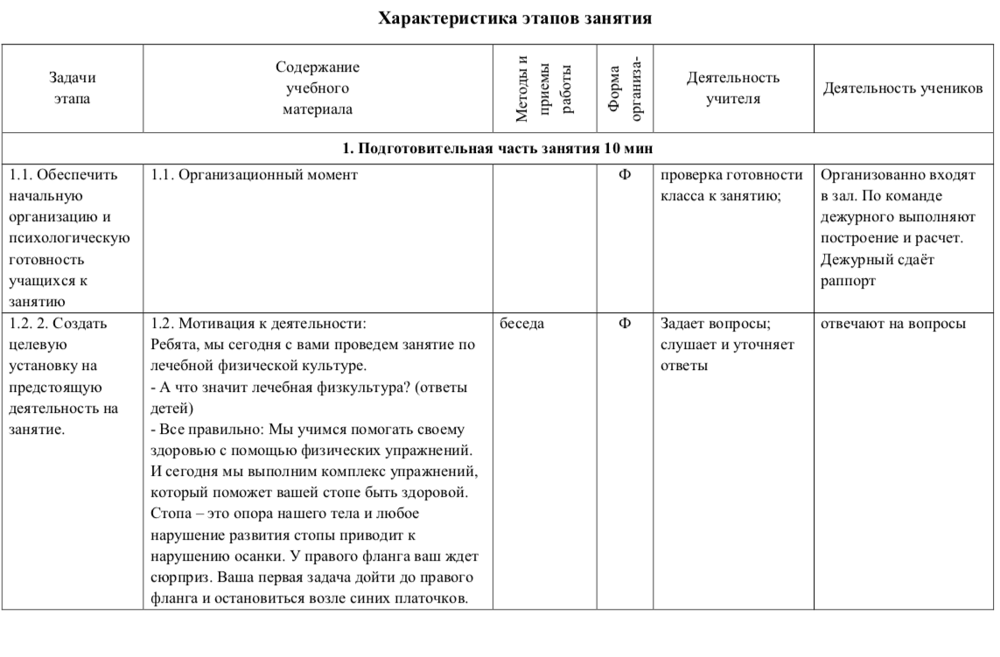 Характеристика этапов занятия
Задачи
этапа
Содержание
учебного
материала
Методы и
приемы
работы
Форма
организа-
Деятельность
учителя
Деятельность учеников
1. Подготовительная часть занятия 10 мин
1.1. Обеспечить
начальную
организацию и
психологическую
готовность
учащихся к
занятию
1.1. Организационный момент
Ф
проверка готовности
класса к занятию;
Организованно входят
в зал. По команде
дежурного выполняют
построение и расчет.
Дежурный сдаёт
раппорт
1.2. 2. Создать
целевую
установку на
предстоящую
деятельность на
занятие.
1.2. Мотивация к деятельности:
Ребята, мы сегодня с вами проведем занятие по
лечебной физической культуре.
- А что значит лечебная физкультура? (ответы
детей)
- Все правильно: Мы учимся помогать своему
здоровью с помощью физических упражнений.
И сегодня мы выполним комплекс упражнений,
который поможет вашей стопе быть здоровой.
Стопа – это опора нашего тела и любое
нарушение развития стопы приводит к
нарушению осанки. У правого фланга ваш ждет
сюрприз. Ваша первая задача дойти до правого
фланга и остановиться возле синих платочков.
беседа
Ф
Задает вопросы;
слушает и уточняет
ответы
отвечают на вопросы